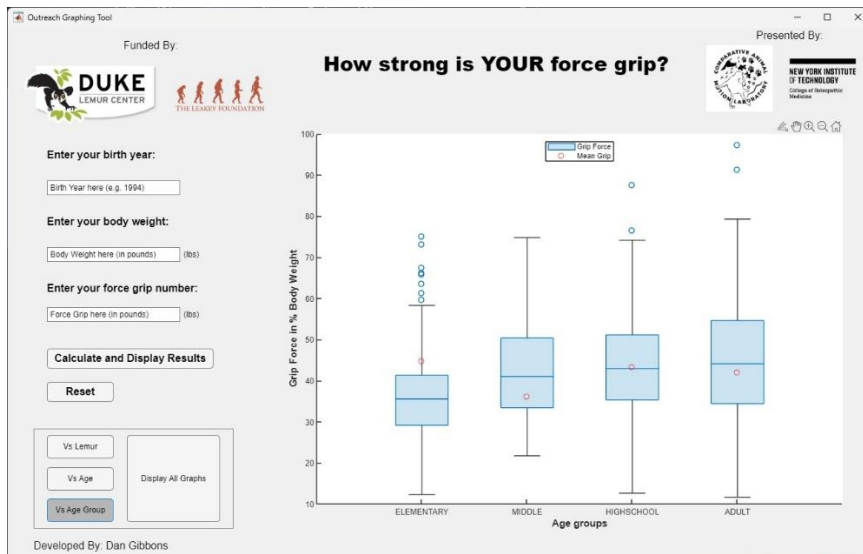 Outreach Graphing Tool
Funded By:
DUKE
LEMUR CENTER
THE LEAKEY FOUNDATION
How strong is YOUR force grip?
Presented By:
COMPARATIVE ANIMAL
MOTION LABORATORY
NEW YORK INSTITUTE
OF TECHNOLOGY
College of Osteopathic
Medicine
Enter your birth year:
Birth Year here (e.g. 1994)
Enter your body weight:
Body Weight here (in pounds) (lbs)
Enter your force grip number:
Force Grip here (in pounds) (lbs)
Calculate and Display Results
Reset
Vs Lemur
Vs Age
Vs Age Group
Display All Graphs
Developed By: Dan Gibbons
Grip Force
Mean Grip
Grip Force in % Body Weight
100
90
80
70
60
50
40
30
20
10
ELEMENTARY MIDDLE HIGHSCHOOL ADULT
Age groups